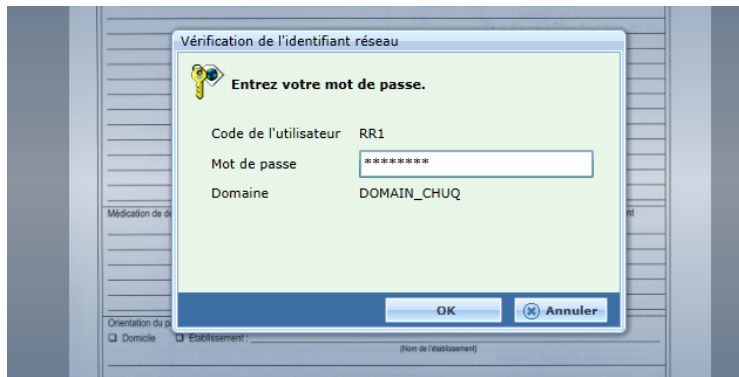 Vérification de l'identifiant réseau
Entrez votre mot de passe.
Code de l'utilisateur RR1
Mot de passe ********
Domaine DOMAIN_CHUQ
Médication de
OK Annuler
Orientation du
Domicile Etablissement :
(Nom de l'établissement)